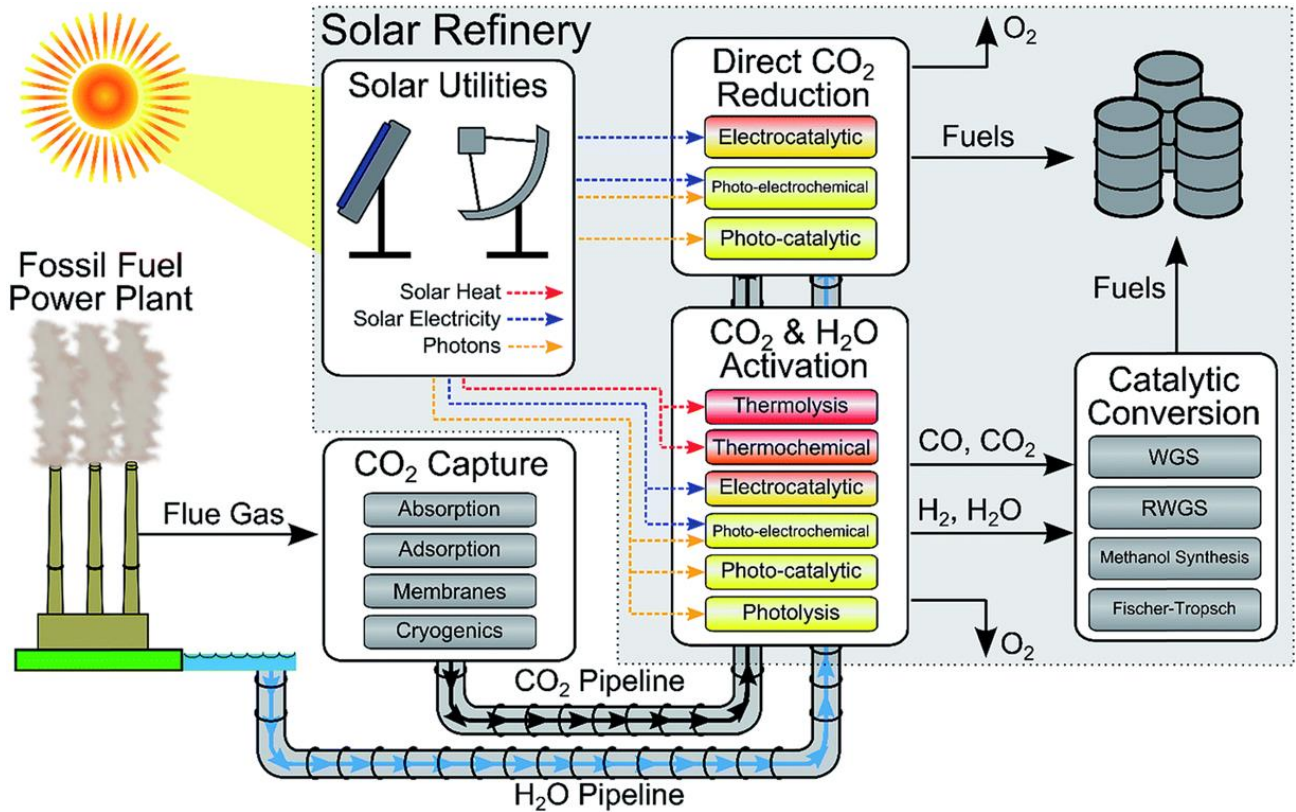 Solar Refinery
Solar Utilities
Solar Heat
Solar Electricity
Photons
Direct CO₂
Reduction
Electrocatalytic
Photo-electrochemical
Photo-catalytic
O₂
Fuels
Fossil Fuel
Power Plant
Flue Gas
CO₂ Capture
Absorption
Adsorption
Membranes
Cryogenics
CO₂ & H₂O
Activation
Thermolysis
Thermochemical
Electrocatalytic
Photo-electrochemical
Photo-catalytic
Photolysis
CO, CO₂
H₂, H₂O
O₂
Fuels
Catalytic
Conversion
WGS
RWGS
Methanol Synthesis
Fischer-Tropsch
CO₂ Pipeline
H₂O Pipeline